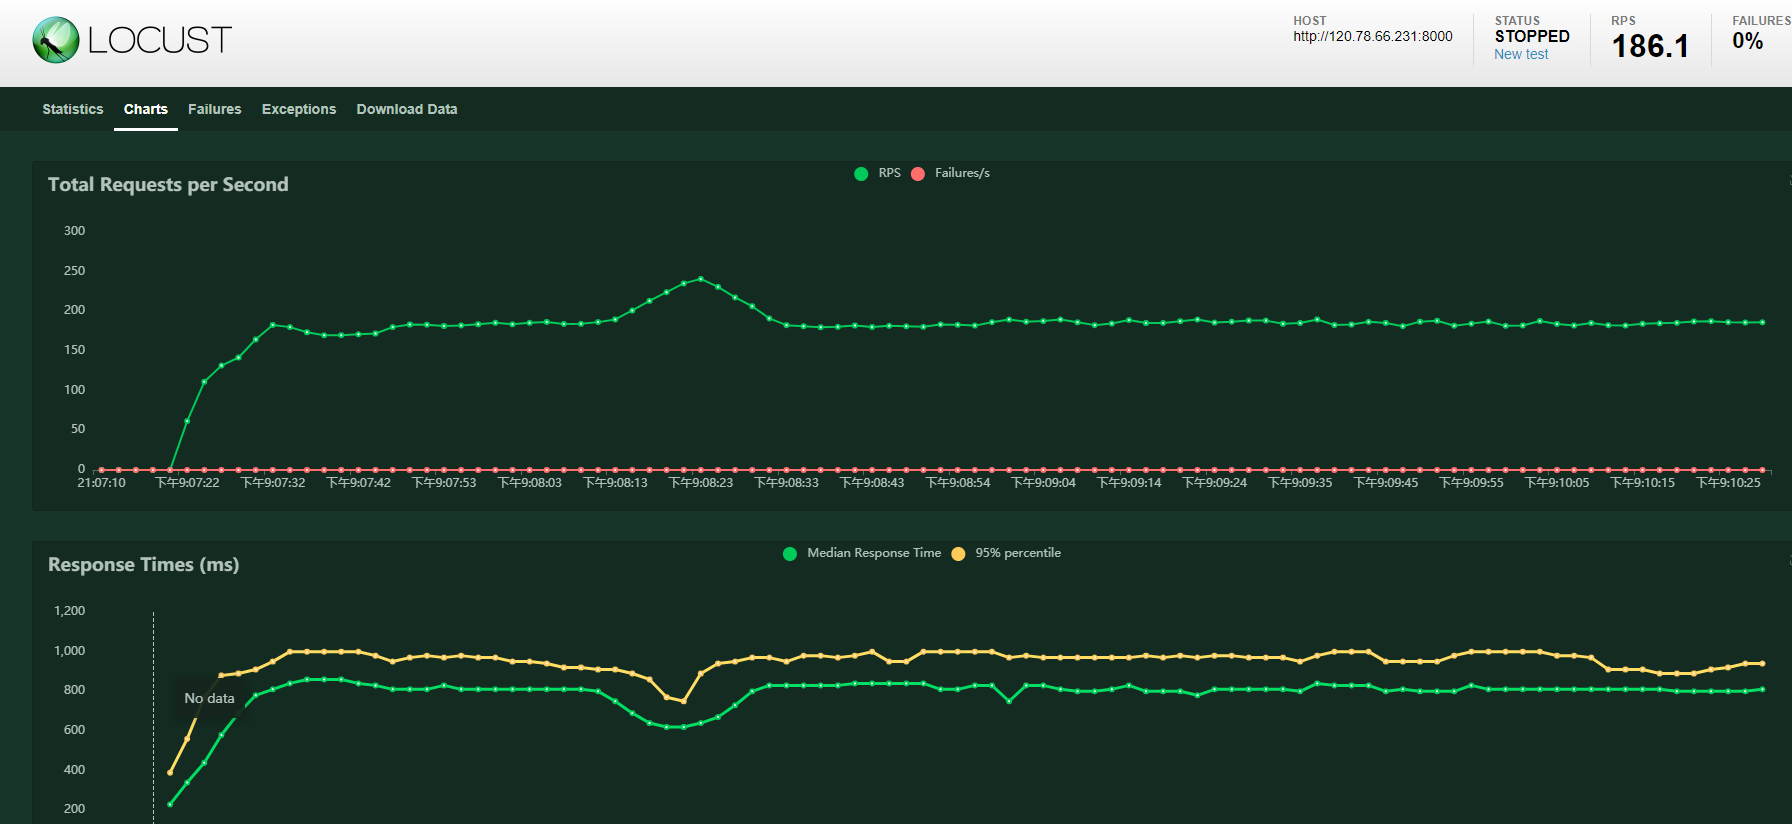 LOCUST
HOST
http://120.78.66.231:8000
STATUS
STOPPED
New test
RPS
186.1
FAILURES
0%
Statistics Charts Failures Exceptions Download Data
Total Requests per Second
RPS Failures/s
300
250
200
150
100
50
0
21:07:10 下午9:07:22 下午9:07:32 下午9:07:42 下午9:07:53 下午9:08:03 下午9:08:13 下午9:08:23 下午9:08:33 下午9:08:43 下午9:08:54 下午9:09:04 下午9:09:14 下午9:09:24 下午9:09:35 下午9:09:45 下午9:09:55 下午9:10:05 下午9:10:15 下午9:10:25
Response Times (ms)
Median Response Time 95% percentile
1,200
1,000
800
No data
600
400
200